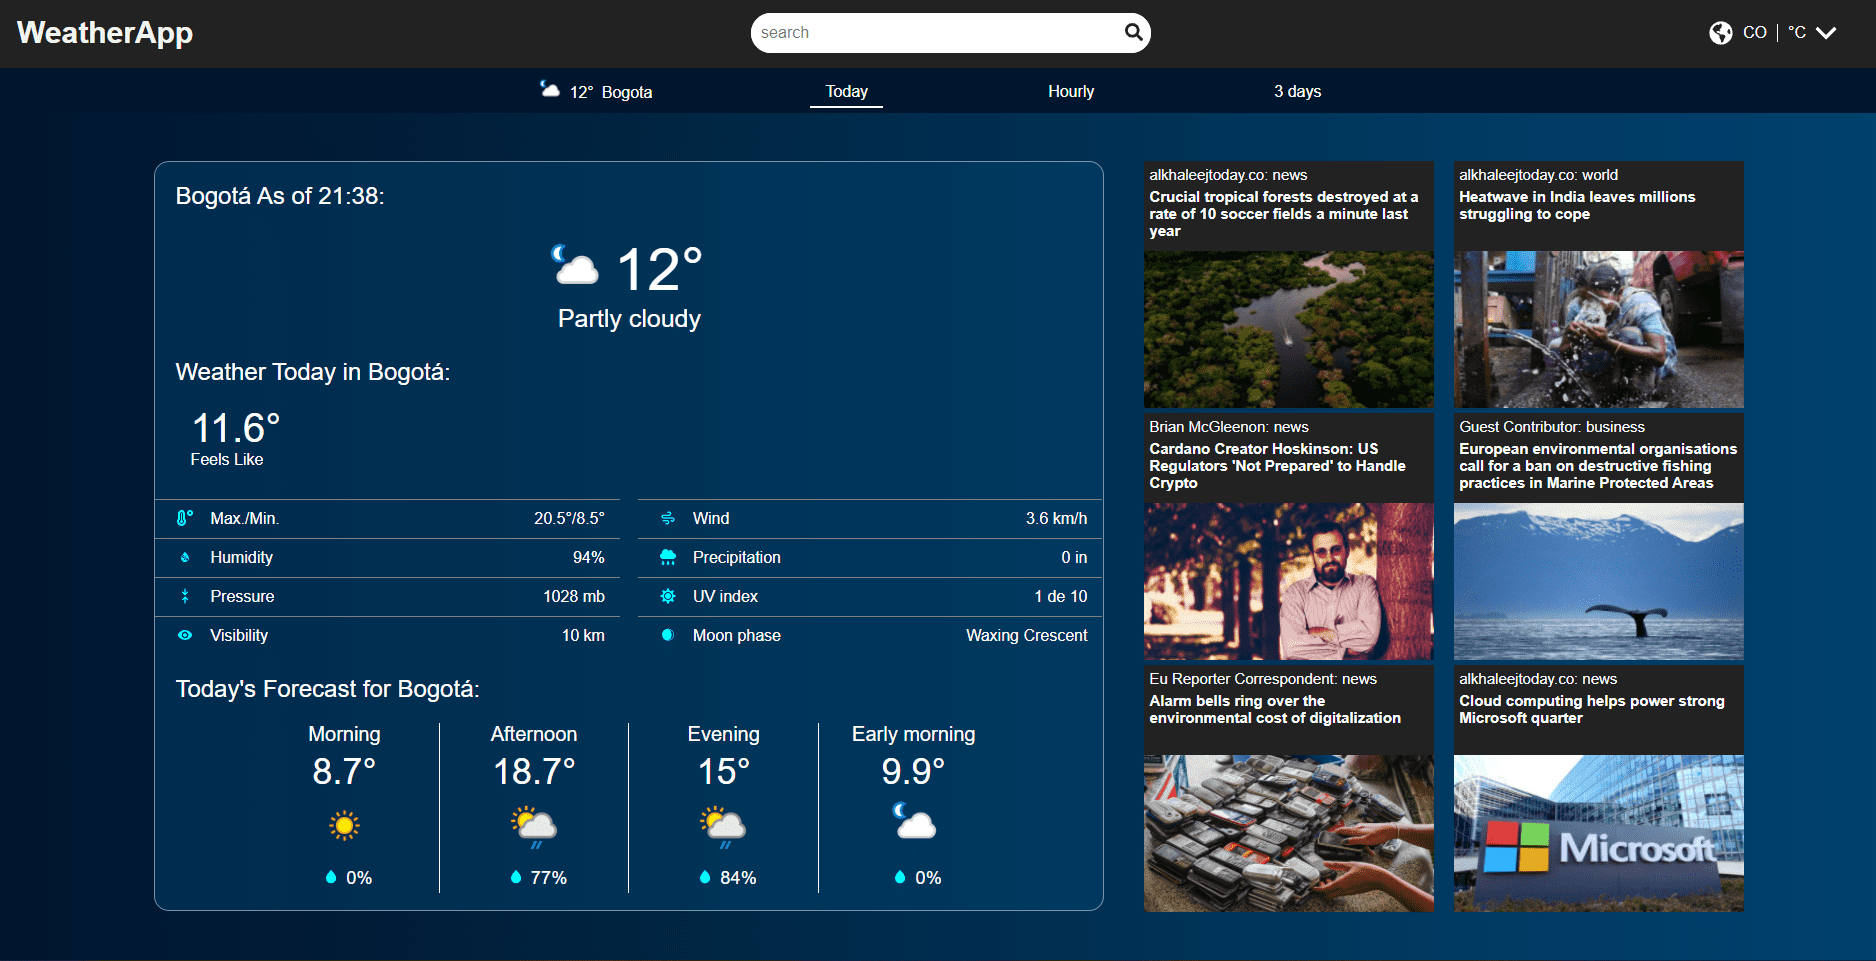 WeatherApp
search
CO | °C
12° Bogota
Today
Hourly
3 days
Bogotá As of 21:38:
12°
Partly cloudy
Weather Today in Bogotá:
11.6°
Feels Like
Max./Min. 20.5°/8.5°
Humidity 94%
Pressure 1028 mb
Visibility 10 km
Wind 3.6 km/h
Precipitation 0 in
UV index 1 de 10
Moon phase Waxing Crescent
Today's Forecast for Bogotá:
Morning
8.7°
0%
Afternoon
18.7°
77%
Evening
15°
84%
Early morning
9.9°
0%
alkhaleejtoday.co: news
Crucial tropical forests destroyed at a
rate of 10 soccer fields a minute last
year
alkhaleejtoday.co: world
Heatwave in India leaves millions
struggling to cope
Brian McGleenon: news
Cardano Creator Hoskinson: US
Regulators 'Not Prepared' to Handle
Crypto
Guest Contributor: business
European environmental organisations
call for a ban on destructive fishing
practices in Marine Protected Areas
Eu Reporter Correspondent: news
Alarm bells ring over the
environmental cost of digitalization
alkhaleejtoday.co: news
Cloud computing helps power strong
Microsoft quarter
Microsoft